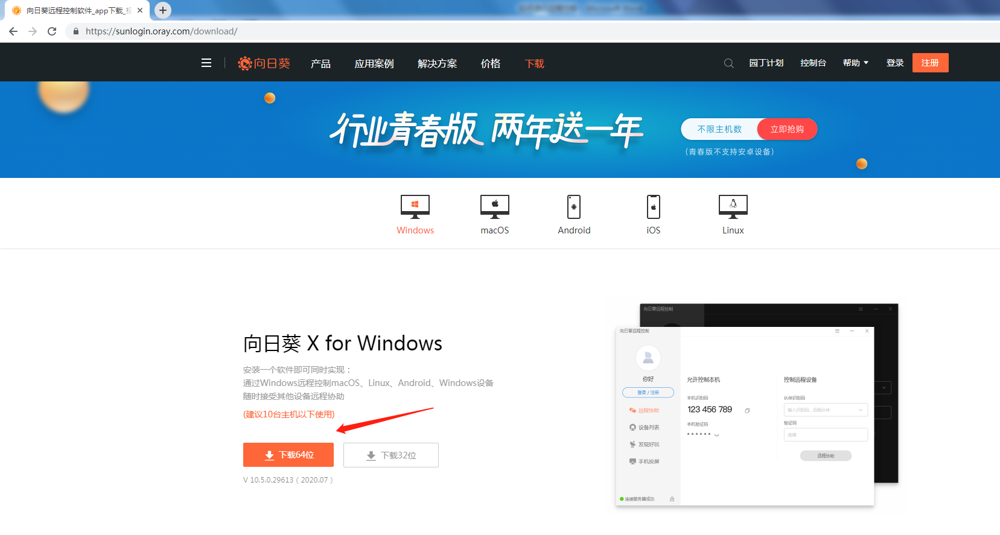 向日葵远程控制软件_app下载_视
https://sunlogin.oray.com/download/
向日葵 产品 应用案例 解决方案 价格 下载 园丁计划 控制台 帮助 登录 注册
行业青春版 两年送一年
不限主机数 立即抢购
(青春版不支持安卓设备)
Windows macOS Android iOS Linux
向日葵 X for Windows
安装一个软件即可同时实现：
通过Windows远程控制macOS、Linux、Android、Windows设备
随时接受其他设备远程协助
(建议10台主机以下使用)
下载64位 下载32位
V 10.5.0.29613 ( 2020.07 )
向日葵远程控制
向日葵远程控制
你好
登录 / 注册
远程协助
设备列表
发现好玩
手机投屏
连接服务器成功
允许控制本机
本机识别码
123 456 789
本机验证码
* * * * * *
控制远程设备
伙伴识别码
输入识别码、远程伙伴
验证码
选填
远程协助